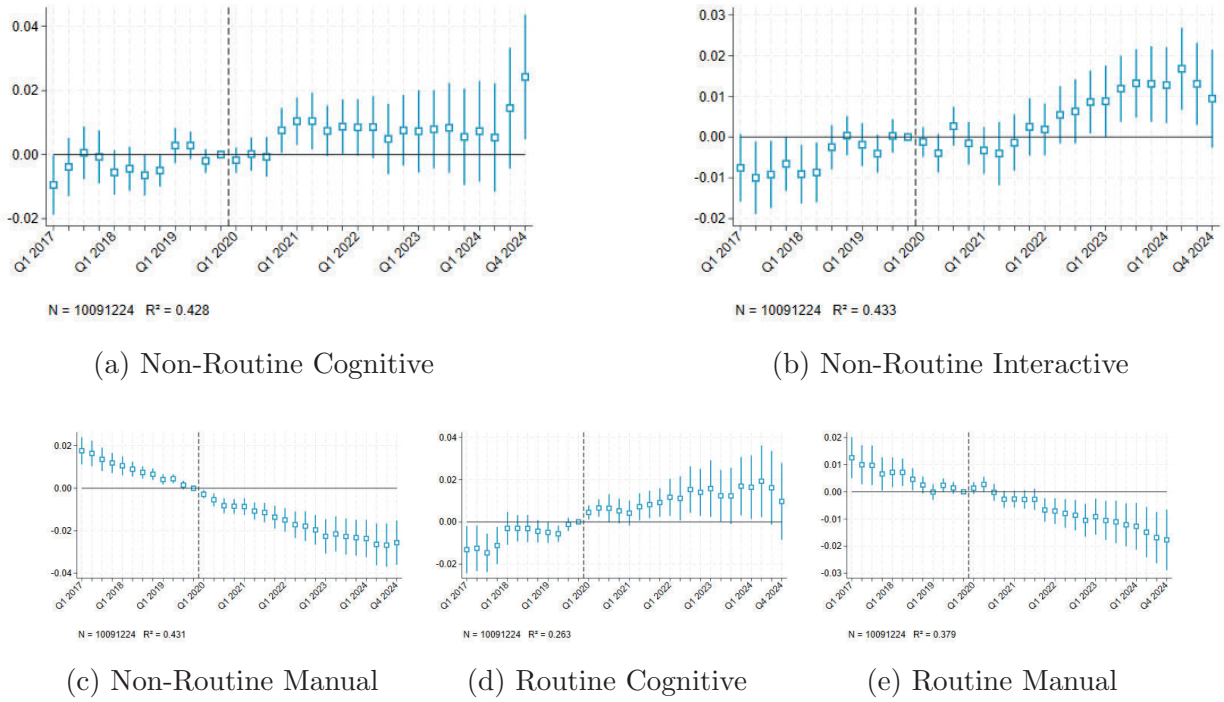 0.04
0.02
0.00
-0.02
Q1 2017
Q1 2018
Q1 2019
Q1 2020
Q1 2021
Q1 2022
Q1 2023
Q1 2024
Q4 2024
N = 10091224 R² = 0.428
(a) Non-Routine Cognitive
0.03
0.02
0.01
0.00
-0.01
-0.02
Q1 2017
Q1 2018
Q1 2019
Q1 2020
Q1 2021
Q1 2022
Q1 2023
Q1 2024
Q4 2024
N = 10091224 R² = 0.433
(b) Non-Routine Interactive
0.02
0.00
-0.02
-0.04
Q1 2017
Q1 2018
Q1 2019
Q1 2020
Q1 2021
Q1 2022
Q1 2023
Q1 2024
Q4 2024
N = 10091224 R² = 0.431
(c) Non-Routine Manual
0.04
0.02
0.00
-0.02
Q1 2017
Q1 2018
Q1 2019
Q1 2020
Q1 2021
Q1 2022
Q1 2023
Q1 2024
Q4 2024
N = 10091224 R² = 0.263
(d) Routine Cognitive
0.02
0.01
0.00
-0.01
-0.02
-0.03
Q1 2017
Q1 2018
Q1 2019
Q1 2020
Q1 2021
Q1 2022
Q1 2023
Q1 2024
Q4 2024
N = 10091224 R² = 0.379
(e) Routine Manual